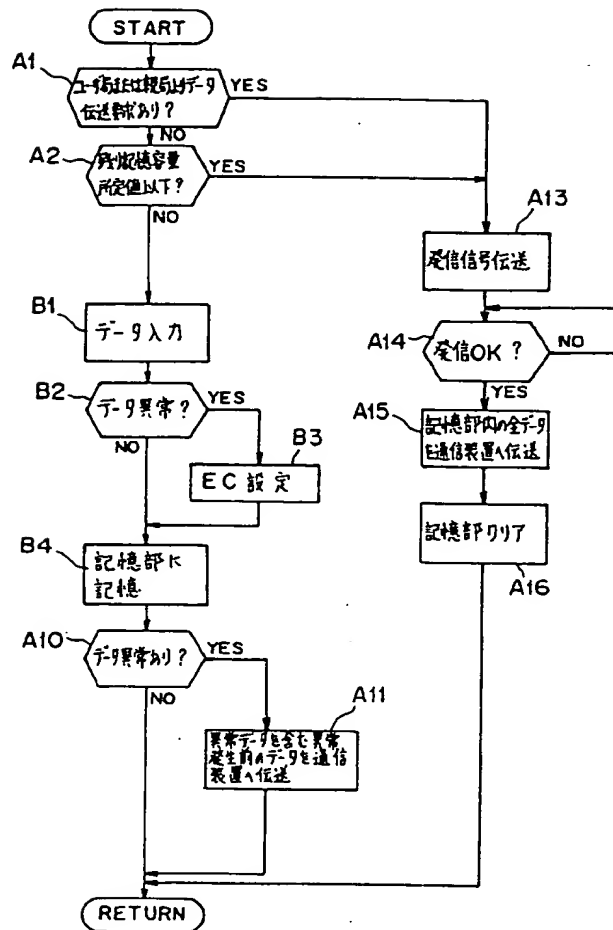 START
A1
ユーザ局または親局よりデータ
伝送要求あり？
YES
NO
A2
残り記憶容量
所定値以下？
YES
NO
A13
発信信号伝送
B1
データ入力
A14
発信OK？
NO
YES
B2
データ異常？
YES
NO
A15
記憶部内の全データ
を通信装置へ伝送
B3
EC設定
B4
記憶部に
記憶
記憶部クリア
A16
A10
データ異常あり？
YES
NO
A11
異常データを含む異常
発生前のデータを通信
装置へ伝送
RETURN